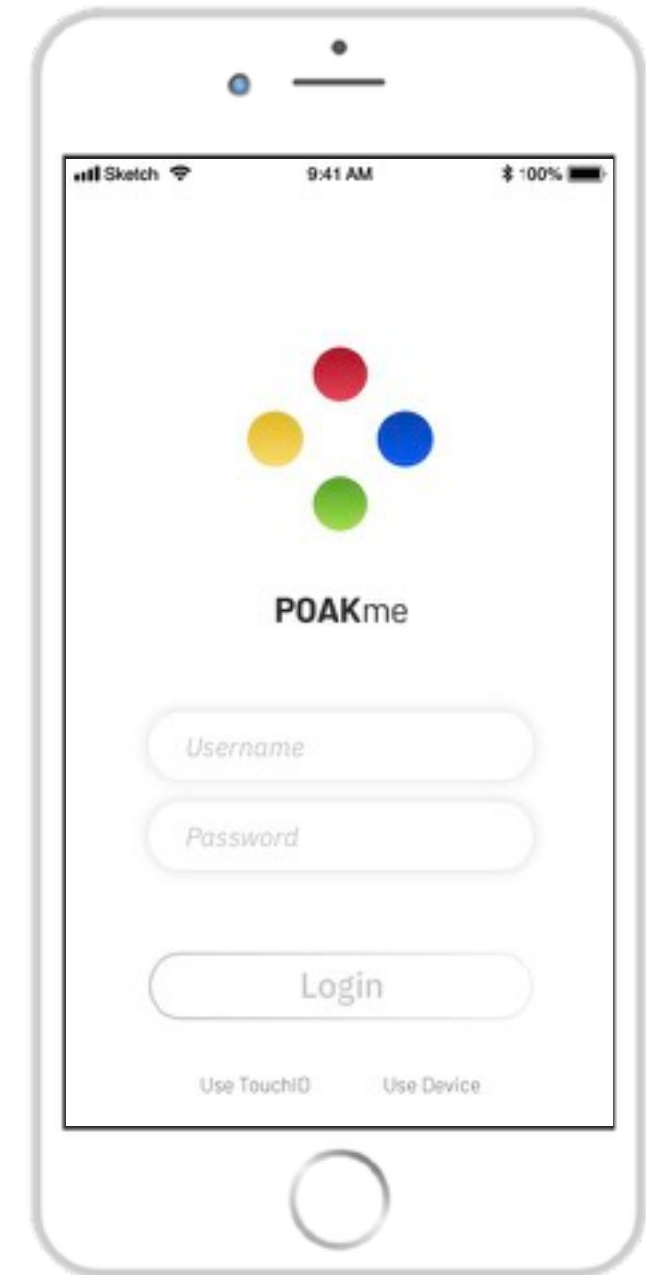 Sketch 9:41 AM 100%
POAKme
Username
Password
Login
Use TouchID Use Device